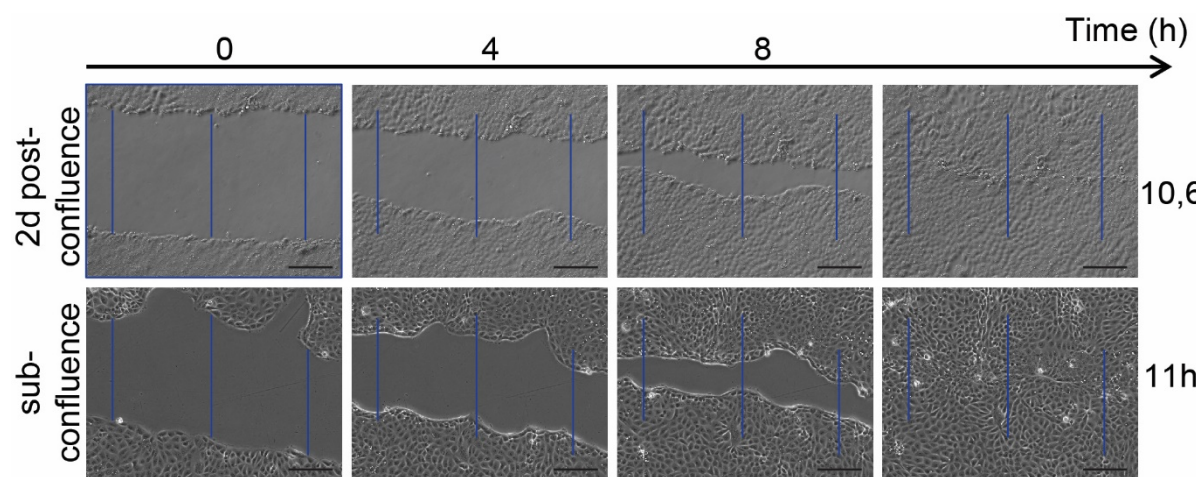 Time (h)
0
4
8
2d post-
confluence
10,6
sub-
confluence
11h